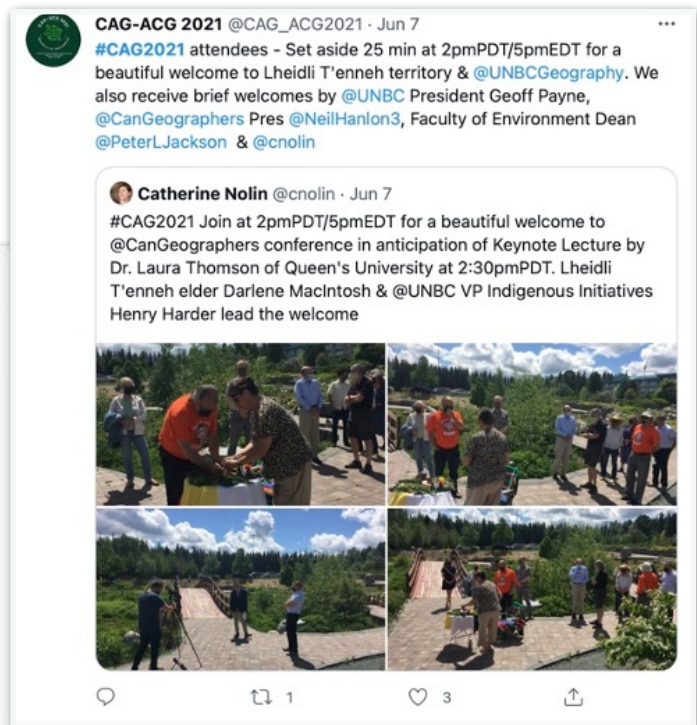 CAG-ACG 2021 @CAG_ACG2021 · Jun 7
#CAG2021 attendees - Set aside 25 min at 2pmPDT/5pmEDT for a
beautiful welcome to Lheidli T'enneh territory & @UNBCGeography. We
also receive brief welcomes by @UNBC President Geoff Payne,
@CanGeographers Pres @NeilHanlon3, Faculty of Environment Dean
@PeterLJackson & @cnolin
Catherine Nolin @cnolin · Jun 7
#CAG2021 Join at 2pmPDT/5pmEDT for a beautiful welcome to
@CanGeographers conference in anticipation of Keynote Lecture by
Dr. Laura Thomson of Queen's University at 2:30pmPDT. Lheidli
T'enneh elder Darlene MacIntosh & @UNBC VP Indigenous Initiatives
Henry Harder lead the welcome
1
3